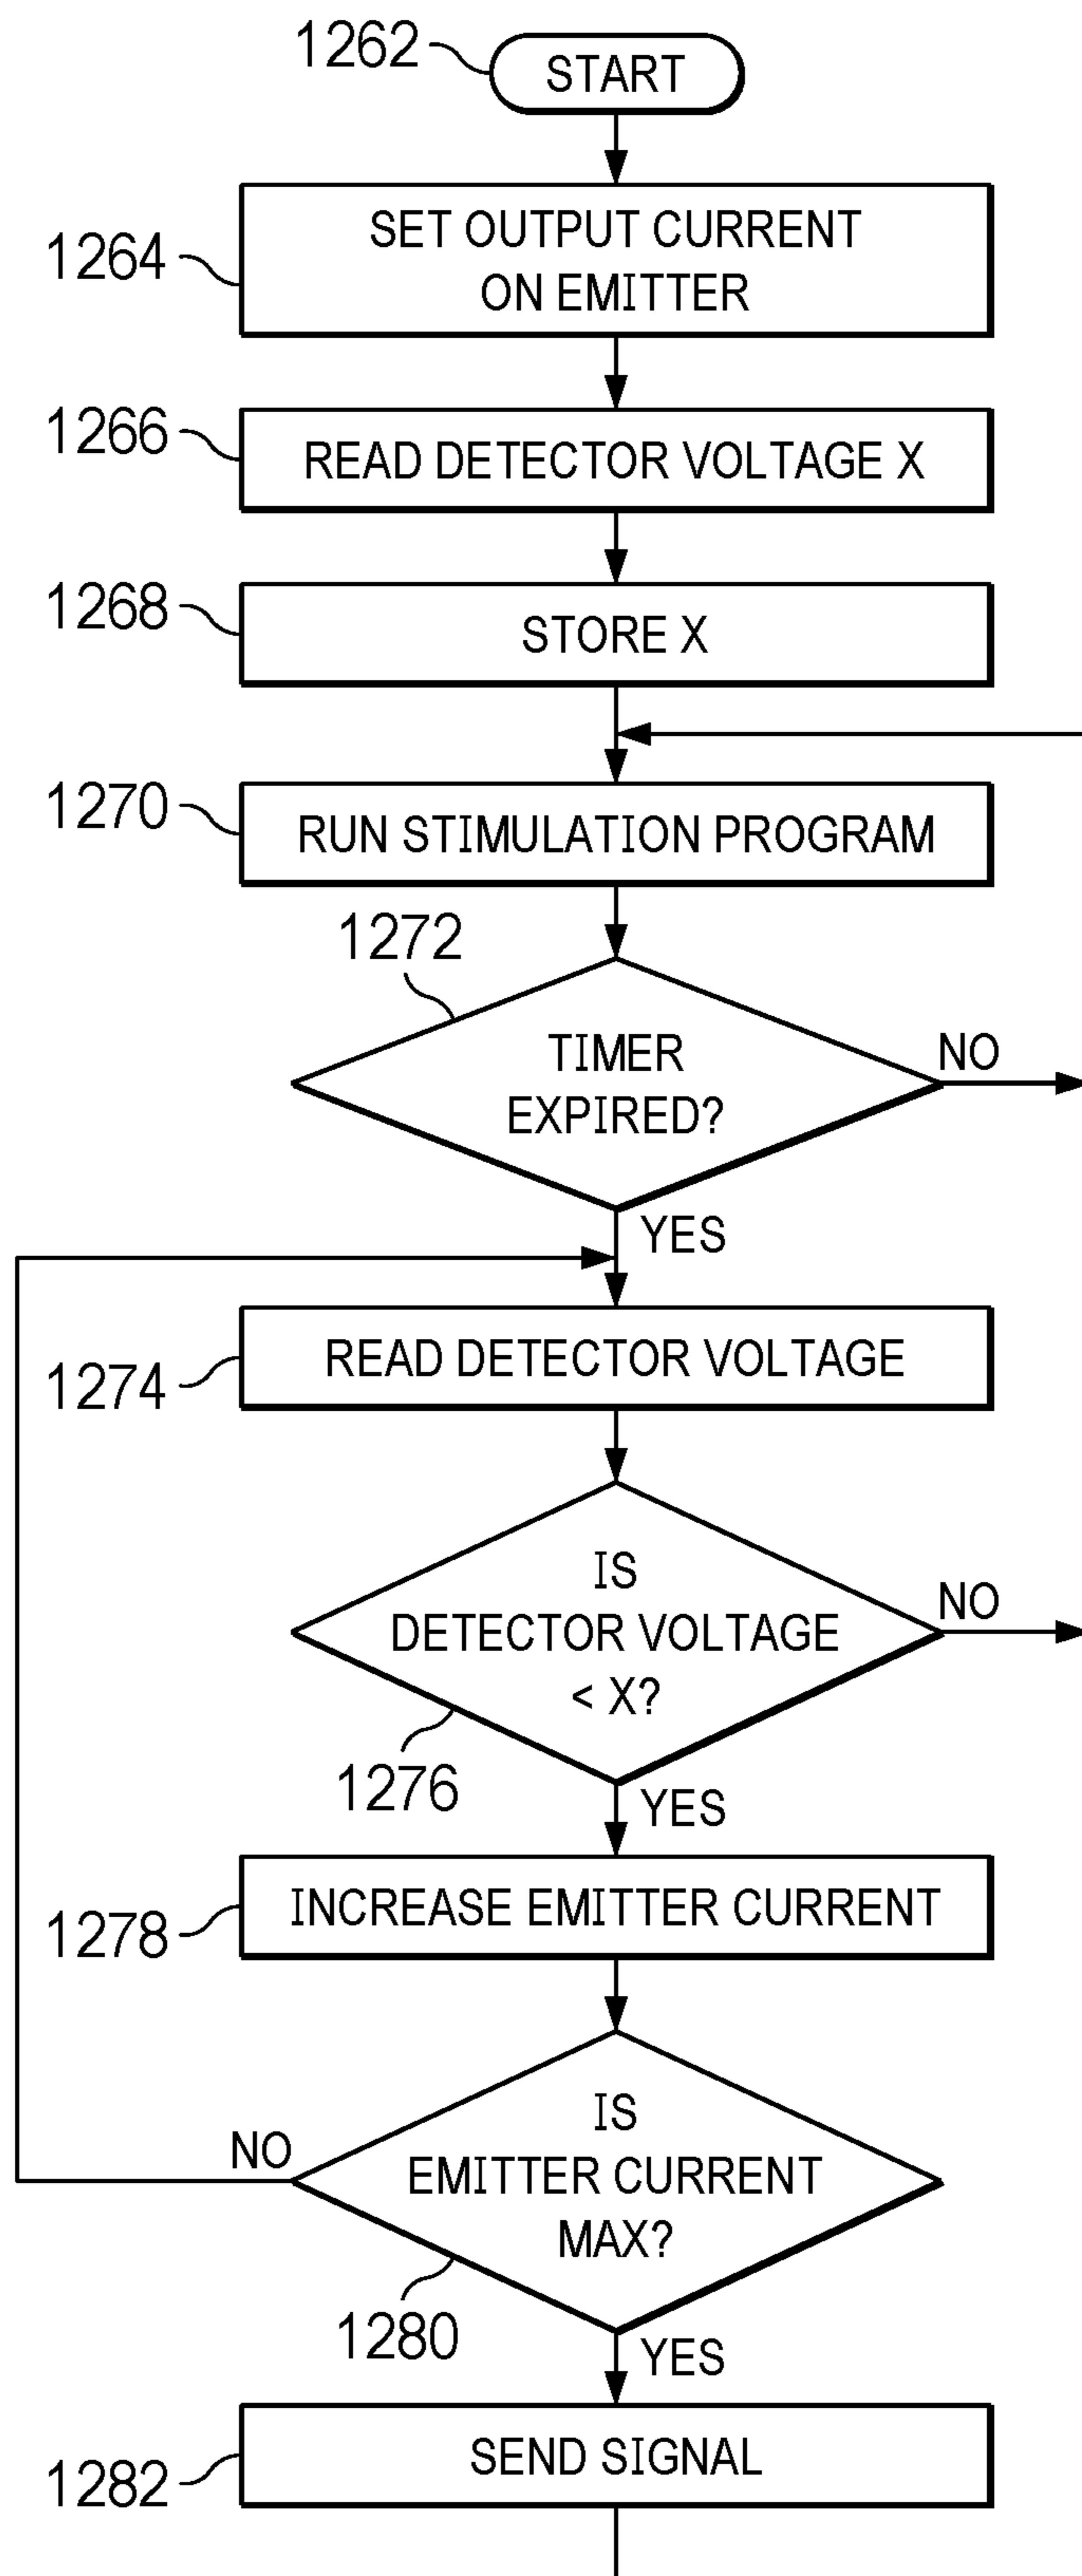 1262
START
1264
SET OUTPUT CURRENT
ON EMITTER
1266
READ DETECTOR VOLTAGE X
1268
STORE X
1270
RUN STIMULATION PROGRAM
1272
TIMER
EXPIRED?
NO
YES
1274
READ DETECTOR VOLTAGE
IS
DETECTOR VOLTAGE
< X?
NO
1276
YES
1278
INCREASE EMITTER CURRENT
IS
EMITTER CURRENT
MAX?
NO
1280
YES
1282
SEND SIGNAL